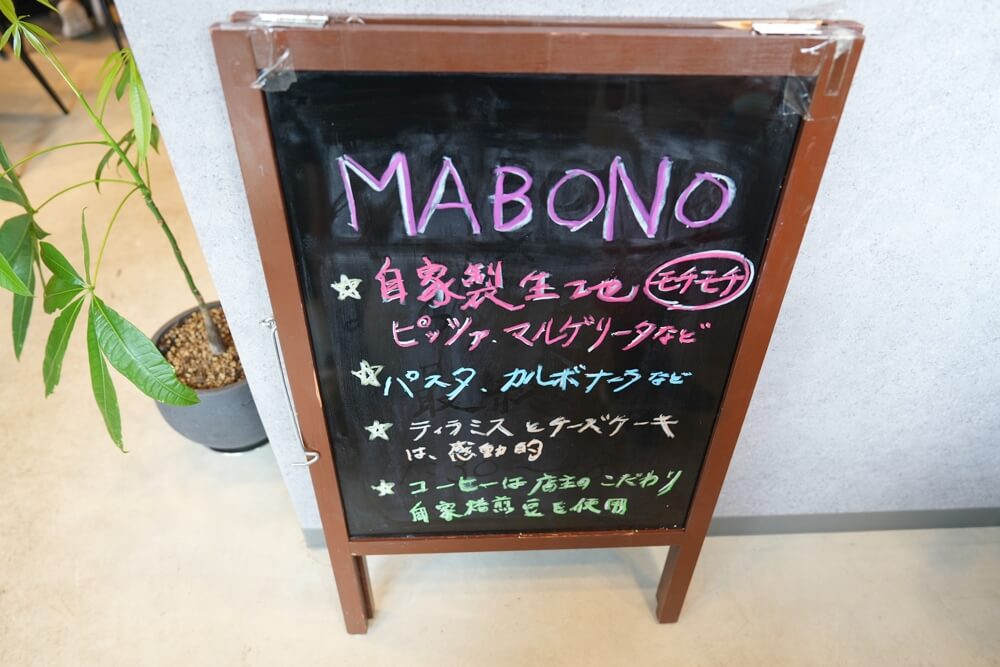 MABONO
☆自家製生地 モチモチ
ピッツァ、マルゲリータなど
☆パスタ、カルボナーラなど
☆ティラミスとチーズケーキ
は、感動的
☆コーヒーは店主のこだわり
自家焙煎豆を使用